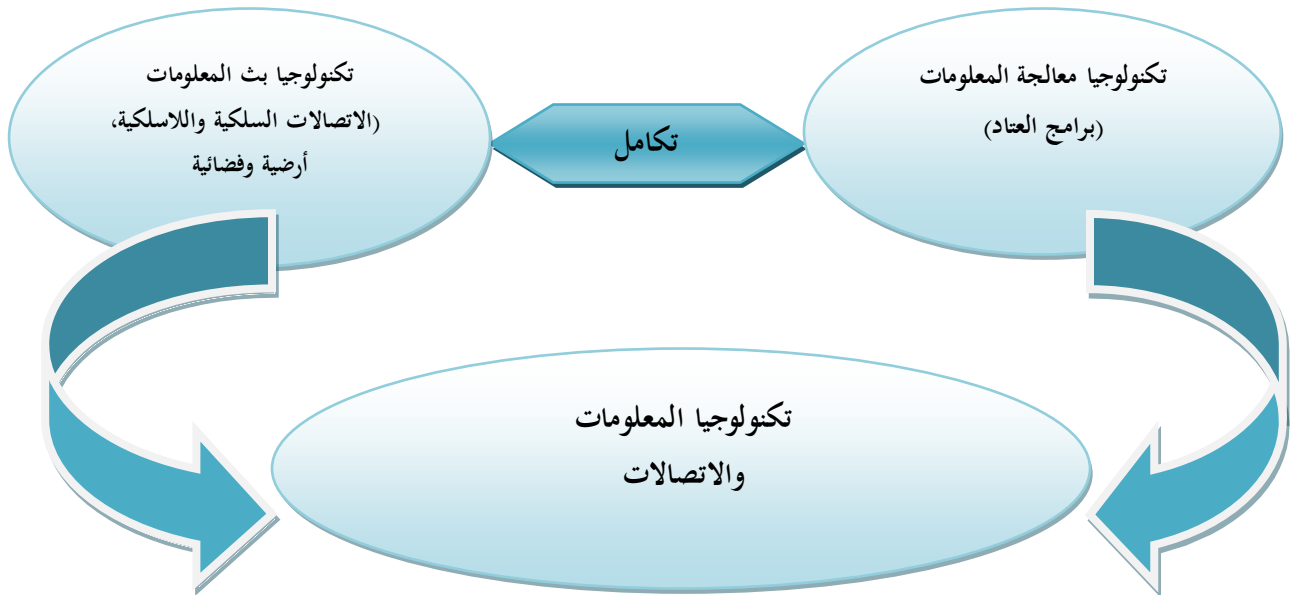 تكنولوجيا معالجة المعلومات
(برامج العتاد)
تكامل
تكنولوجيا بث المعلومات
(الاتصالات السلكية واللاسلكية،
أرضية وفضائية
تكنولوجيا المعلومات
والاتصالات